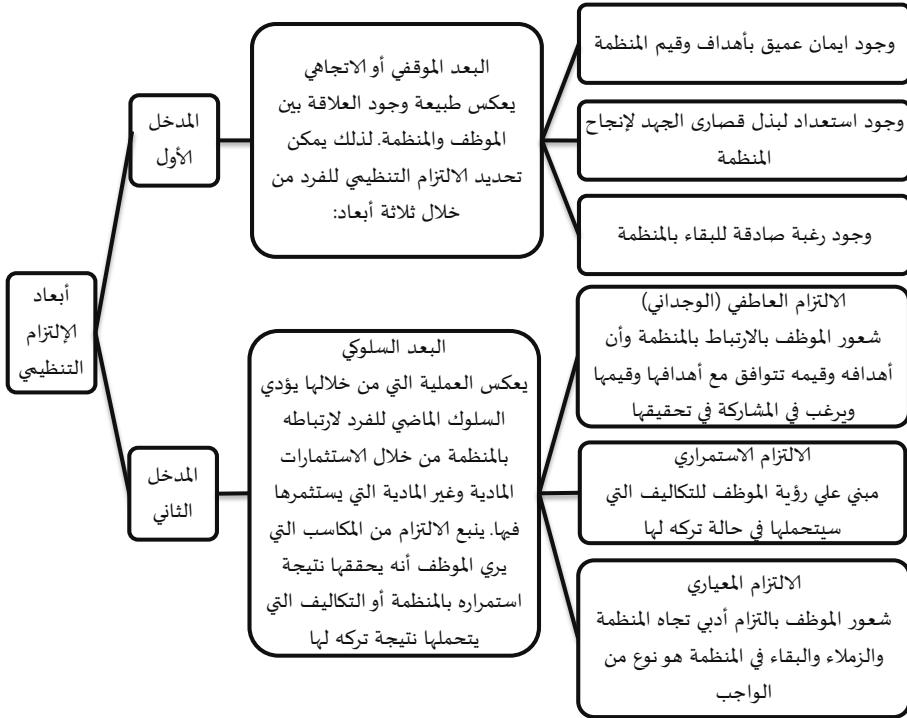 أبعاد
الإلتزام
التنظيمي
المدخل
الأول
البعد الموقفي أو الاتجاهي
يعكس طبيعة وجود العلاقة بين
الموظف والمنظمة. لذلك يمكن
تحديد الالتزام التنظيمي للفرد من
خلال ثلاثة أبعاد:
وجود ايمان عميق بأهداف وقيم المنظمة
وجود استعداد لبذل قصارى الجهد لإنجاح
المنظمة
وجود رغبة صادقة للبقاء بالمنظمة
المدخل
الثاني
البعد السلوكي
يعكس العملية التي من خلالها يؤدي
السلوك الماضي للفرد لارتباطه
بالمنظمة من خلال الاستثمارات
المادية وغير المادية التي يستثمرها
فيها. ينبع الالتزام من المكاسب التي
يري الموظف أنه يحققها نتيجة
استمراره بالمنظمة أو التكاليف التي
يتحملها نتيجة تركه لها
الالتزام العاطفي (الوجداني)
شعور الموظف بالارتباط بالمنظمة وأن
أهدافه وقيمه تتوافق مع أهدافها وقيمها
ويرغب في المشاركة في تحقيقها
الالتزام الاستمراري
مبني علي رؤية الموظف للتكاليف التي
سيتحملها في حالة تركه لها
الالتزام المعياري
شعور الموظف بالتزام أدبي تجاه المنظمة
والزملاء والبقاء في المنظمة هو نوع من
الواجب